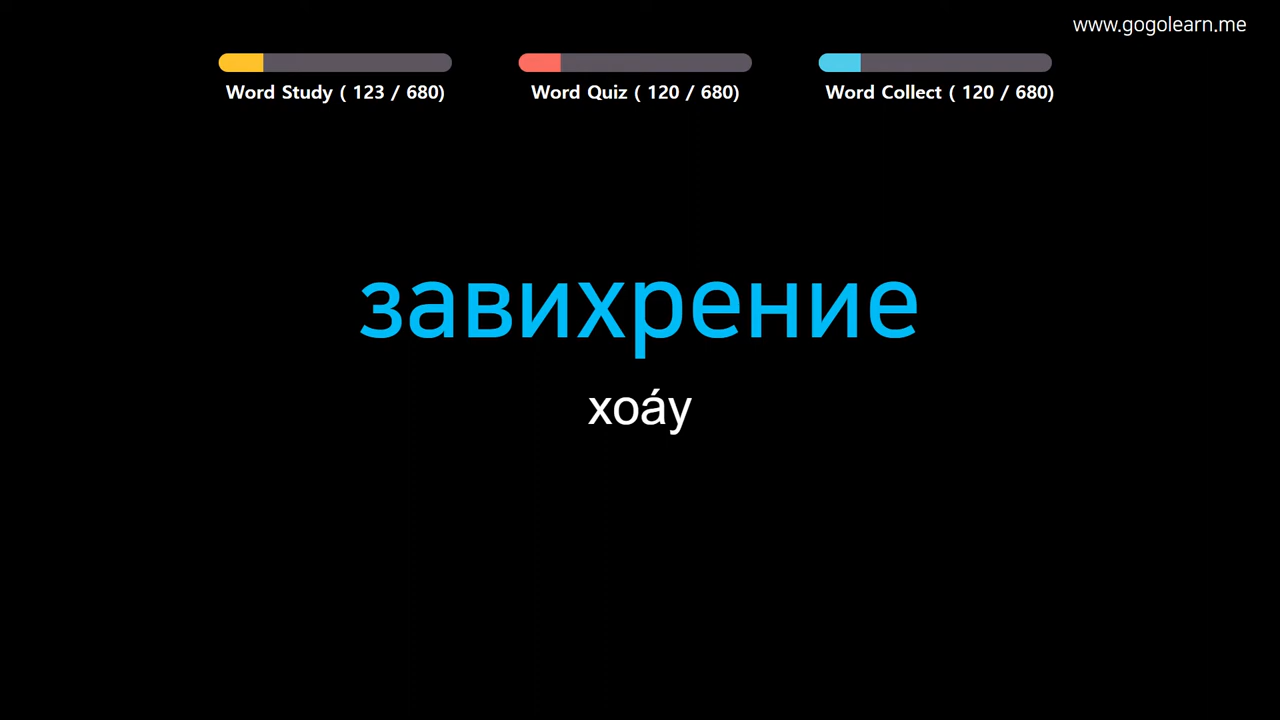 www.gogolearn.me
Word Study ( 123 / 680)
Word Quiz ( 120 / 680)
Word Collect ( 120 / 680)
завихрение
xoáy